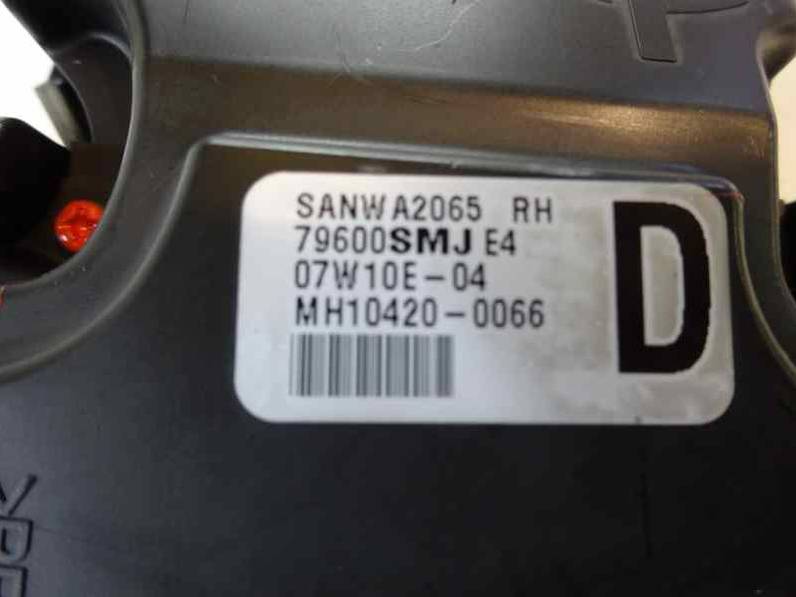 SANWA2065 RH
79600SMJ E4
07W10E-04
MH10420-0066
D